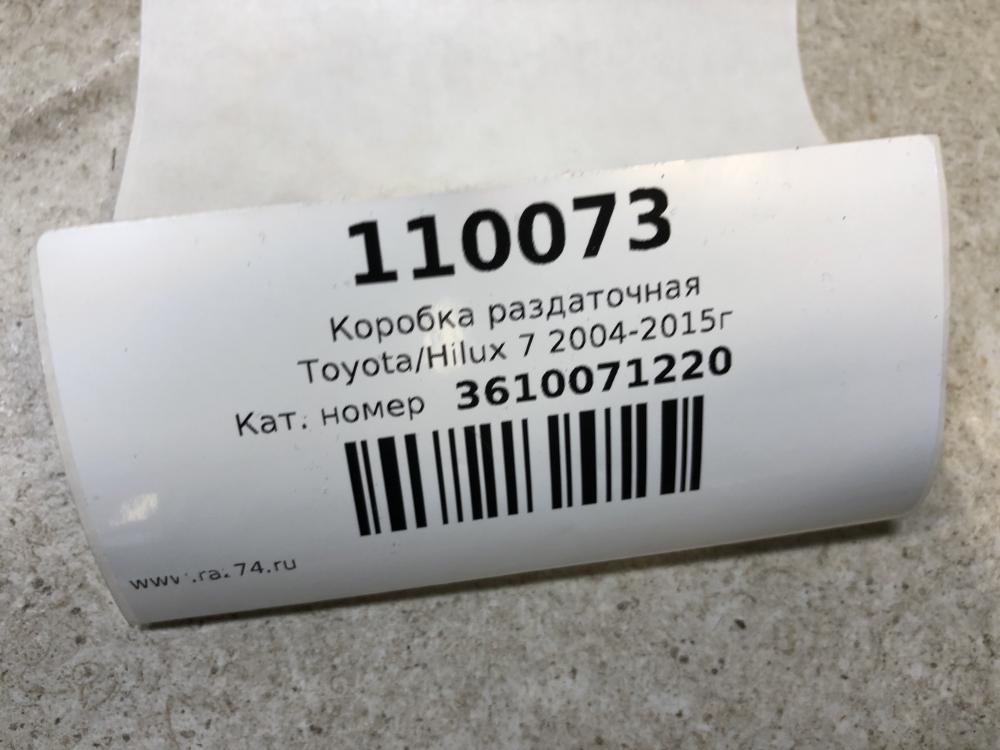 110073
Коробка раздаточная
Toyota/Hilux 7 2004-2015г
Кат. номер 3610071220